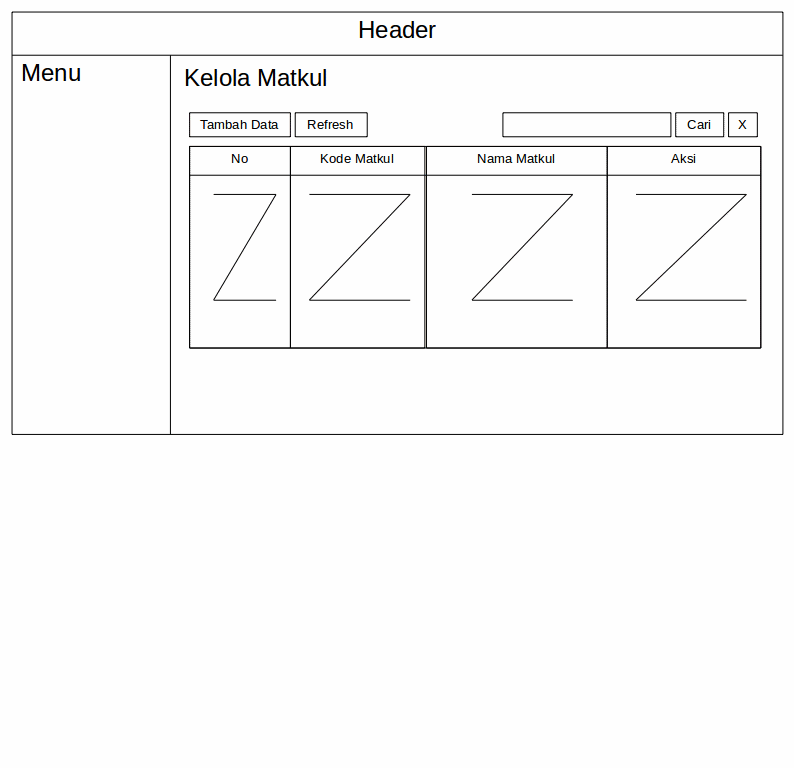 Header
Menu
Kelola Matkul
Tambah Data
Refresh
Cari
X
No
Kode Matkul
Nama Matkul
Aksi